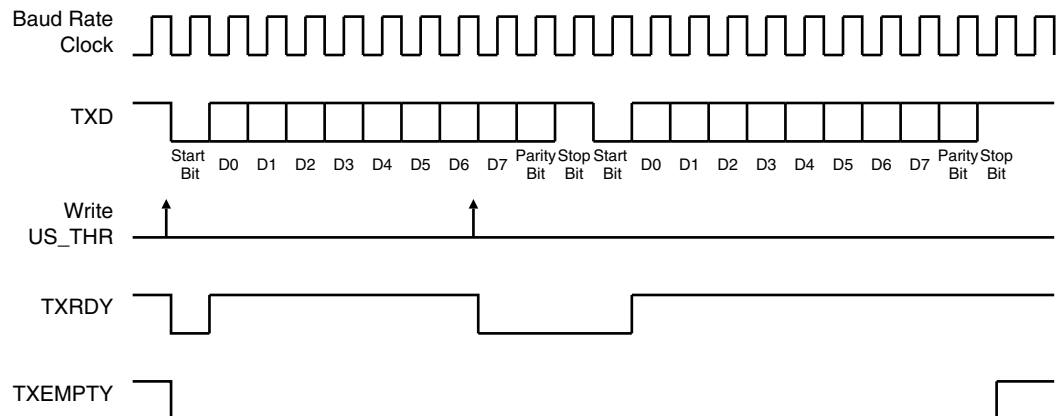 Baud Rate
Clock
TXD
Start
Bit
D0
D1
D2
D3
D4
D5
D6
D7
Parity
Bit
Stop
Bit
Start
Bit
D0
D1
D2
D3
D4
D5
D6
D7
Parity
Bit
Stop
Bit
Write
US_THR
TXRDY
TXEMPTY